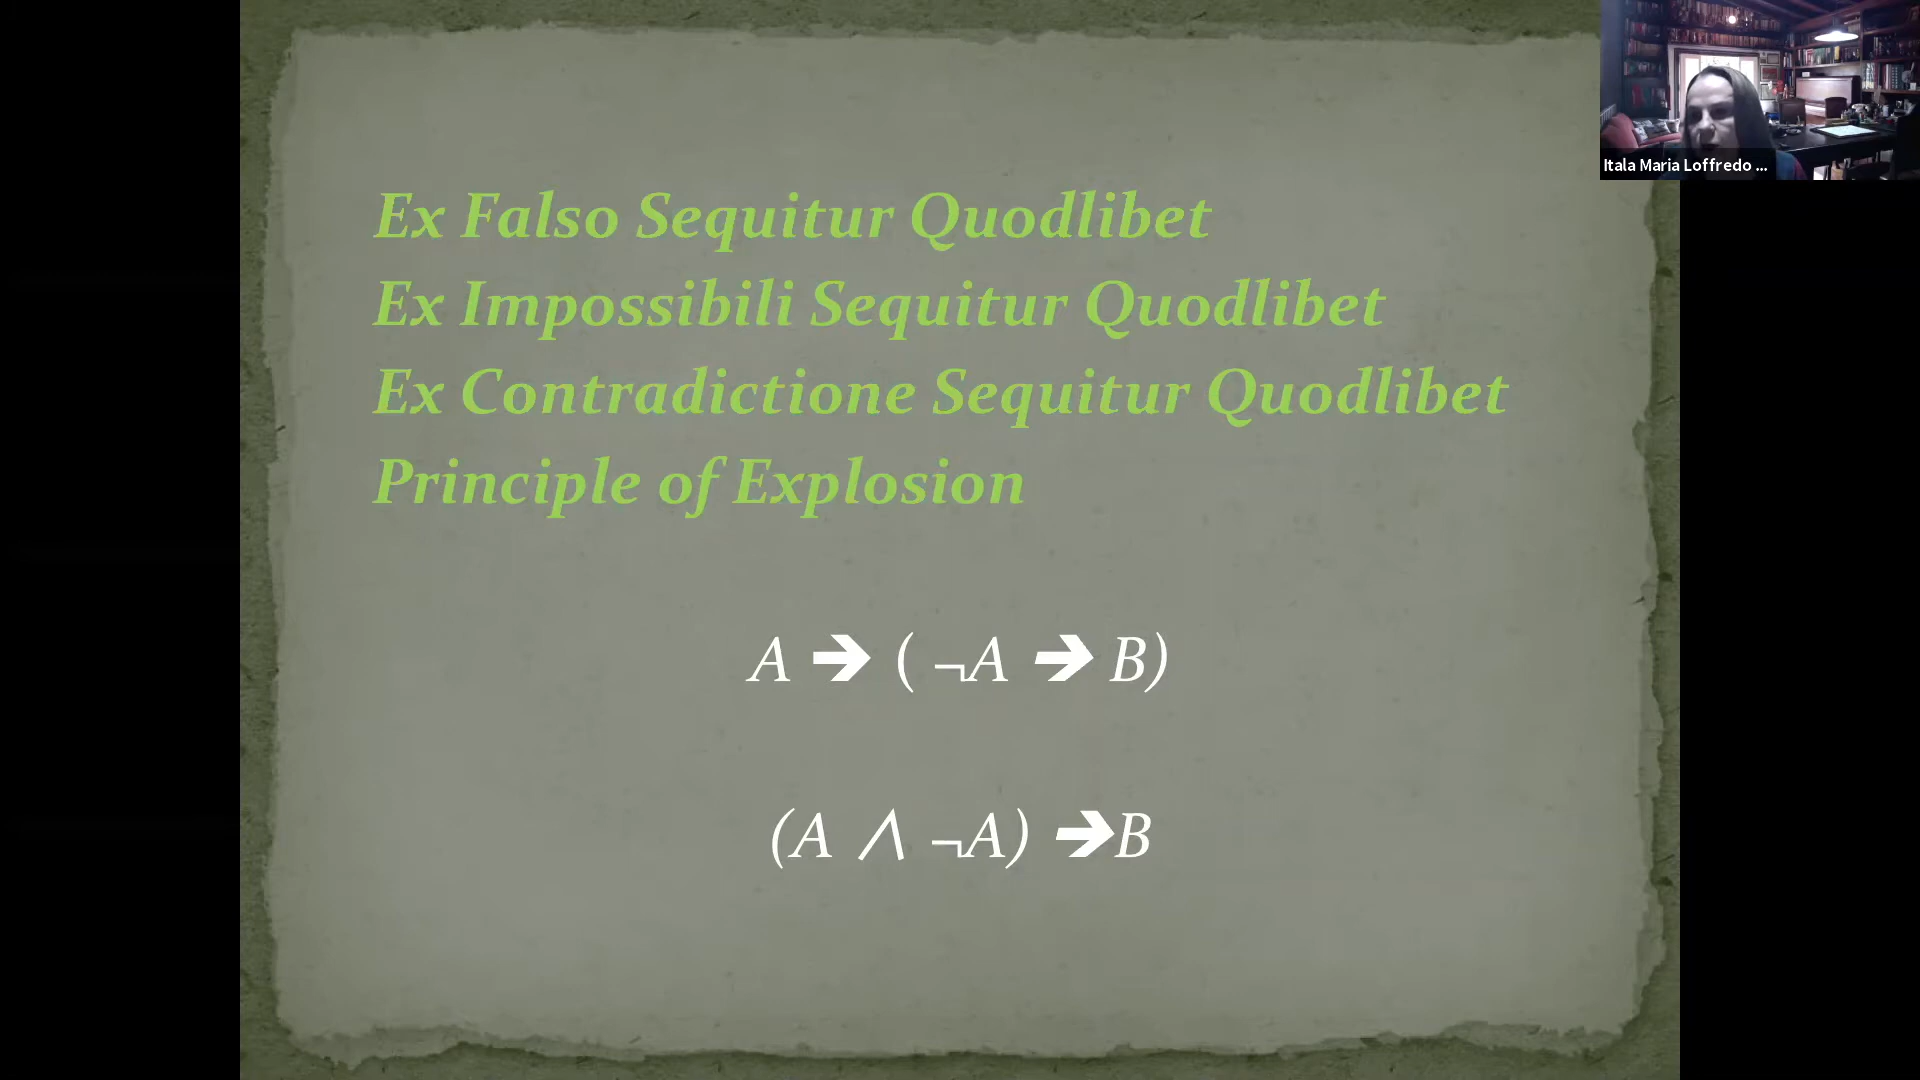 Ex Falso Sequitur Quodlibet
Ex Impossibili Sequitur Quodlibet
Ex Contradictione Sequitur Quodlibet
Principle of Explosion
A 🡺 ( ¬A 🡺 B)
(A ∧ ¬A) 🡺B
Itala Maria Loffredo ...